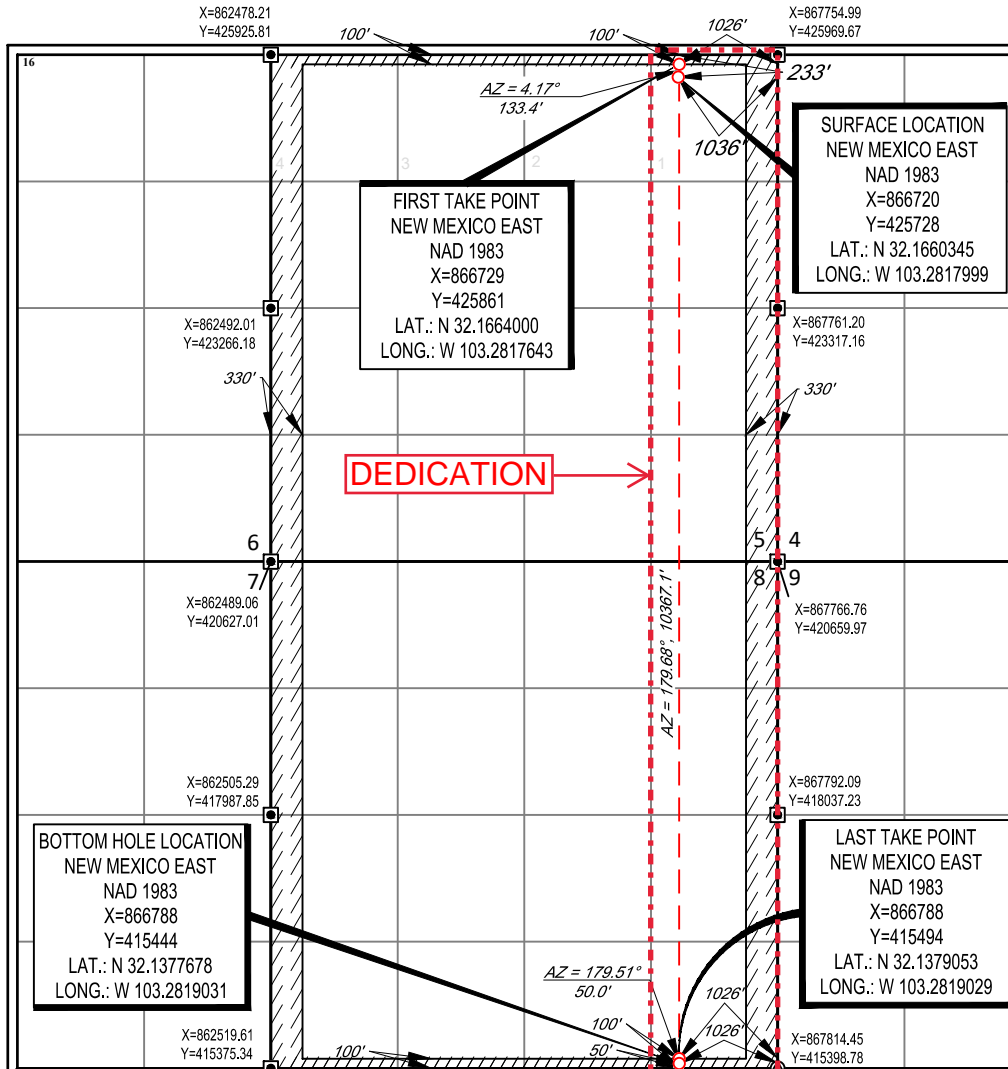 X=862478.21
Y=425925.81
100'
100'
1026'
X=867754.99
Y=425969.67
16
233'
AZ = 4.17°
133.4'
1036'
SURFACE LOCATION
NEW MEXICO EAST
NAD 1983
X=866720
Y=425728
LAT.: N 32.1660345
LONG.: W 103.2817999
4
3
2
1
FIRST TAKE POINT
NEW MEXICO EAST
NAD 1983
X=866729
Y=425861
LAT.: N 32.1664000
LONG.: W 103.2817643
X=862492.01
Y=423266.18
X=867761.20
Y=423317.16
330'
330'
DEDICATION
6
5 4
7
8 9
X=862489.06
Y=420627.01
X=867766.76
Y=420659.97
AZ = 179.68°, 10367.1'
X=862505.29
Y=417987.85
X=867792.09
Y=418037.23
BOTTOM HOLE LOCATION
NEW MEXICO EAST
NAD 1983
X=866788
Y=415444
LAT.: N 32.1377678
LONG.: W 103.2819031
LAST TAKE POINT
NEW MEXICO EAST
NAD 1983
X=866788
Y=415494
LAT.: N 32.1379053
LONG.: W 103.2819029
AZ = 179.51°
50.0'
1026'
100'
1026'
50'
100'
X=862519.61
Y=415375.34
X=867814.45
Y=415398.78